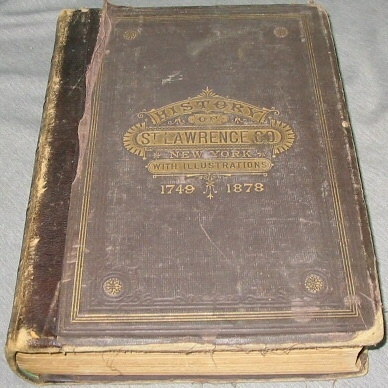 HISTORY
OF
ST. LAWRENCE. CO
NEW YORK
WITH ILLUSTRATIONS
1749 1878